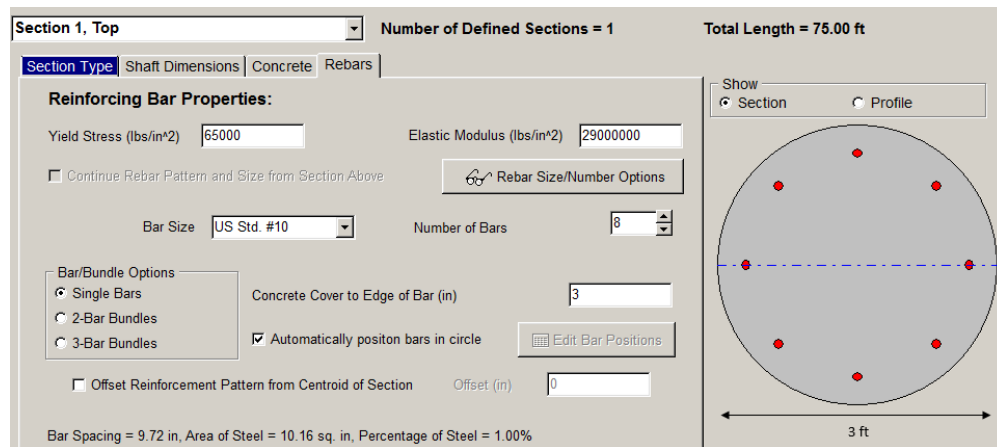 Section 1, Top
Number of Defined Sections = 1
Total Length = 75.00 ft
Section Type
Shaft Dimensions
Concrete
Rebars
Show
Section
Profile
Reinforcing Bar Properties:
Yield Stress (lbs/in^2)
65000
Elastic Modulus (lbs/in^2)
29000000
Continue Rebar Pattern and Size from Section Above
Rebar Size/Number Options
Bar Size
US Std. #10
Number of Bars
8
Bar/Bundle Options
Single Bars
2-Bar Bundles
3-Bar Bundles
Concrete Cover to Edge of Bar (in)
3
Automatically positon bars in circle
Edit Bar Positions
Offset Reinforcement Pattern from Centroid of Section
Offset (in)
0
Bar Spacing = 9.72 in, Area of Steel = 10.16 sq. in, Percentage of Steel = 1.00%
3 ft